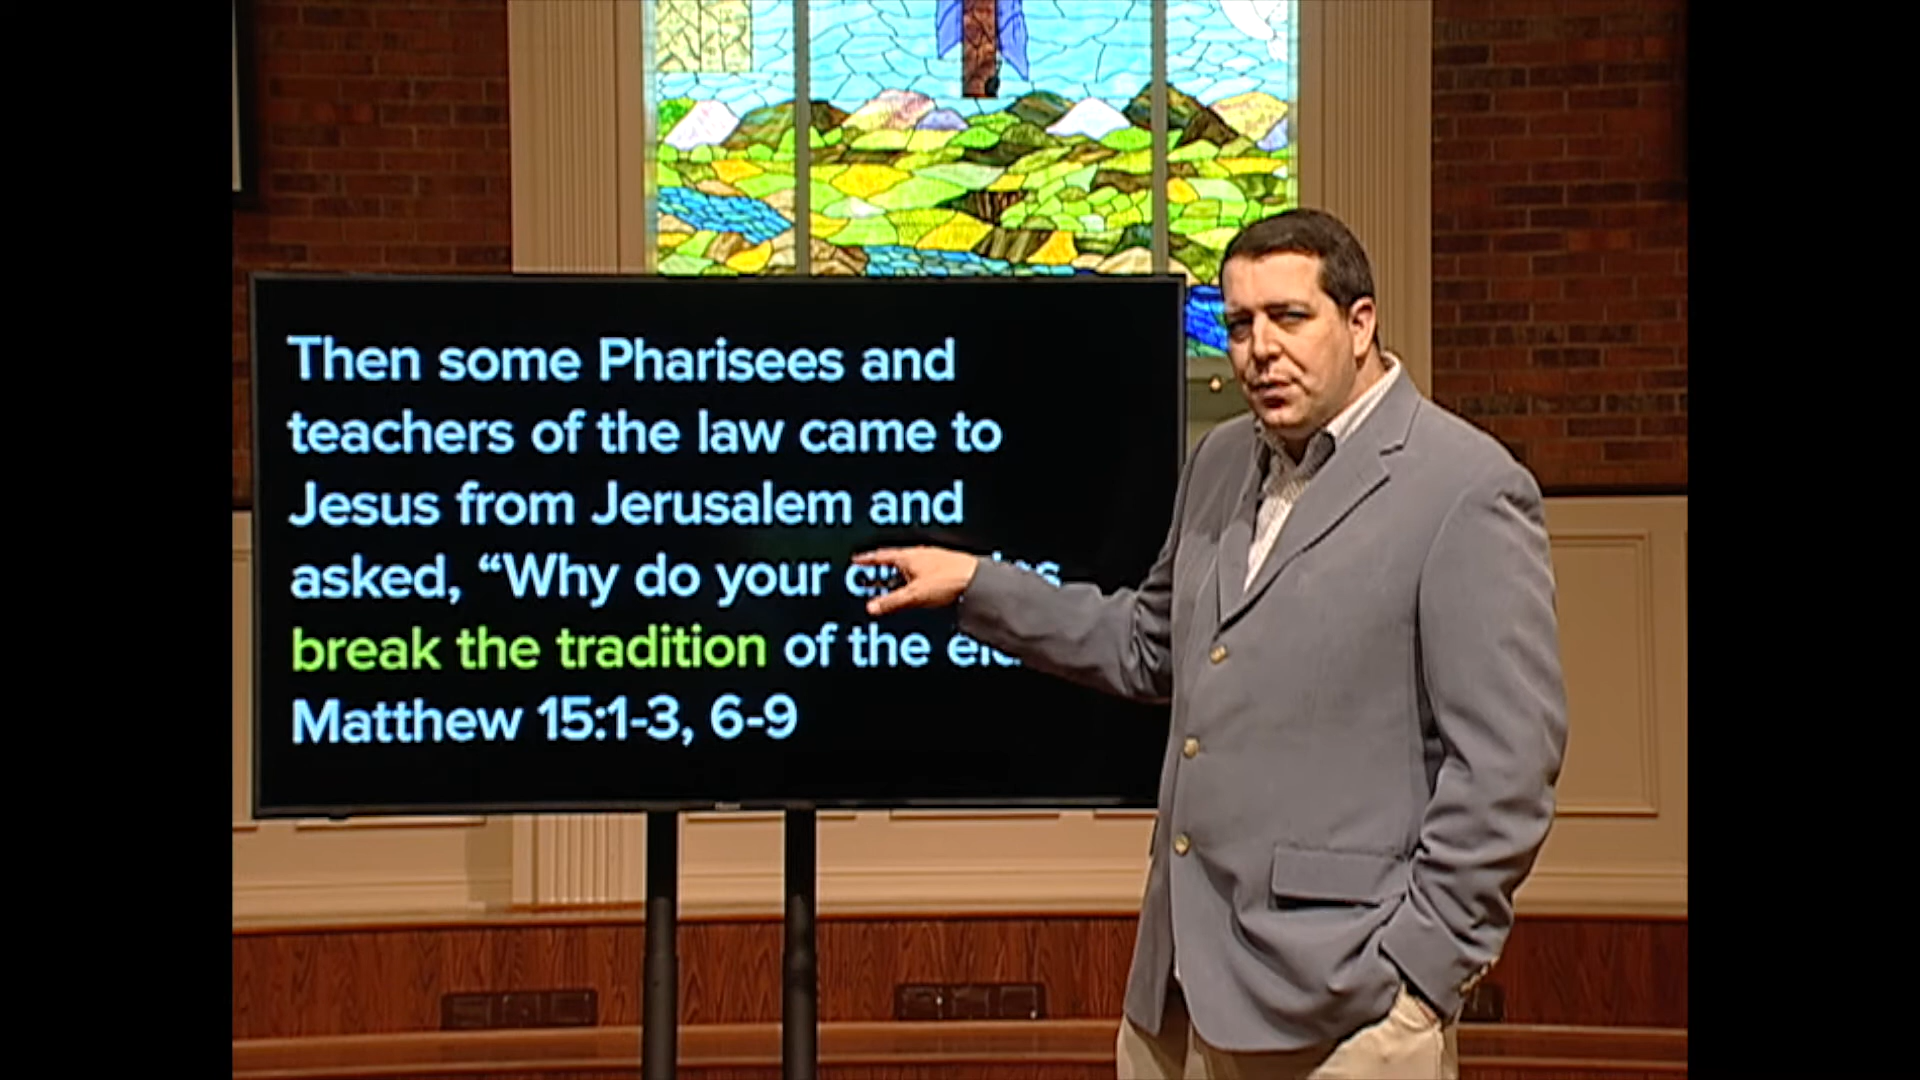 Then some Pharisees and
teachers of the law came to
Jesus from Jerusalem and
asked, “Why do your
break the tradition of the
Matthew 15:1-3, 6-9